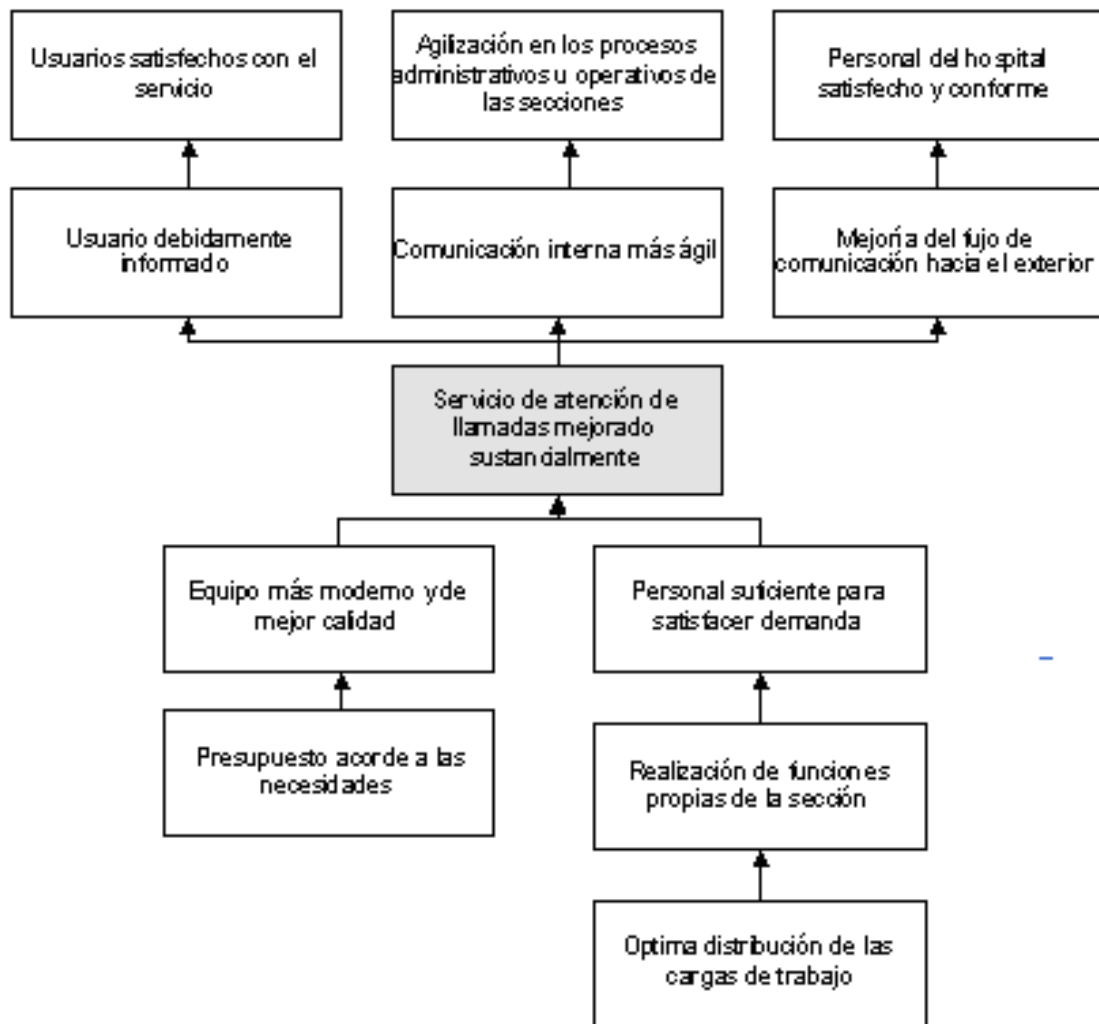 Usuarios satisfechos con el
servicio
Agilización en los procesos
administrativos u operativos de
las secciones
Personal del hospital
satisfecho y conforme
Usuario debidamente
informado
Comunicación interna más ágil
Mejoría del fujo de
comunicación hacia el exterior
Servicio de atención de
llamadas mejorado
sustancialmente
Equipo más moderno y de
mejor calidad
Personal suficiente para
satisfacer demanda
Presupuesto acorde a las
necesidades
Realización de funciones
propias de la sección
Optima distribución de las
cargas de trabajo